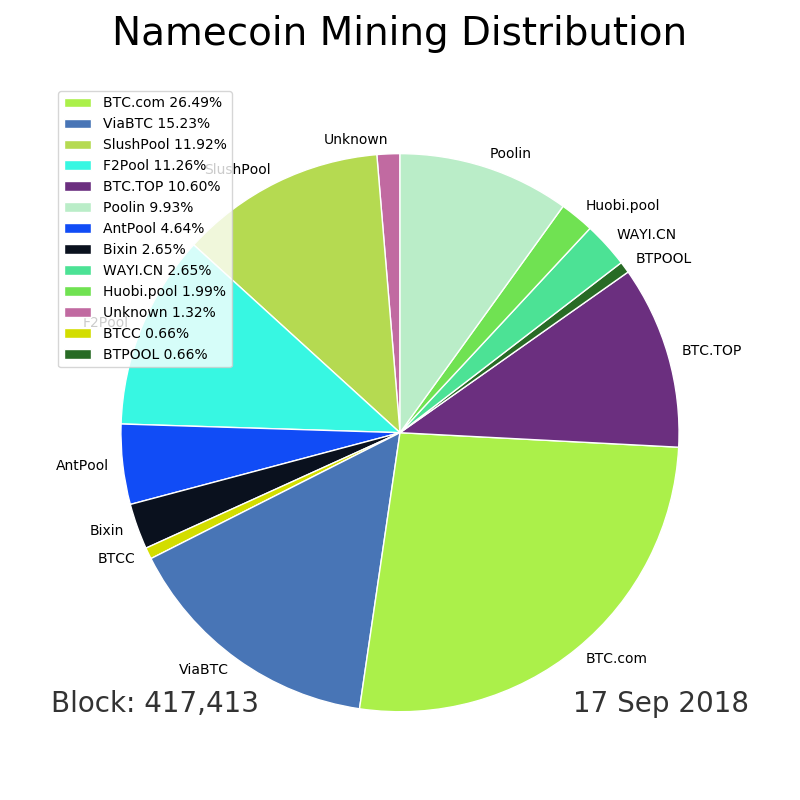 Namecoin Mining Distribution
BTC.com 26.49%
ViaBTC 15.23%
SlushPool 11.92%
F2Pool 11.26%
BTC.TOP 10.60%
Poolin 9.93%
AntPool 4.64%
Bixin 2.65%
WAYI.CN 2.65%
Huobi.pool 1.99%
Unknown 1.32%
BTCC 0.66%
BTPOOL 0.66%
Unknown
Poolin
SlushPool
Huobi.pool
WAYI.CN
BTPOOL
F2Pool
BTC.TOP
AntPool
Bixin
BTCC
BTC.com
ViaBTC
Block: 417,413
17 Sep 2018